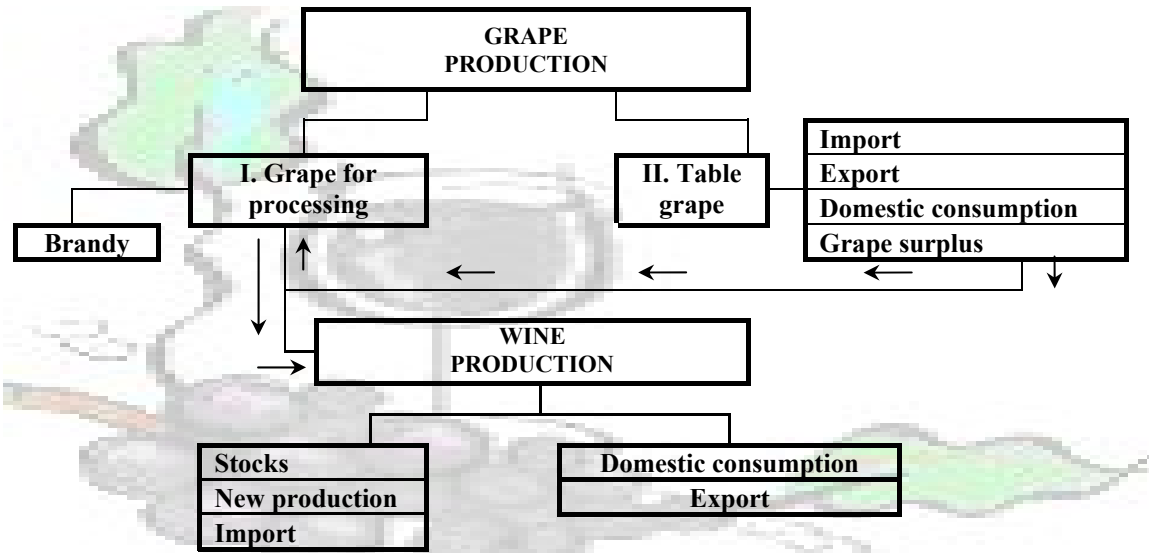 GRAPE
PRODUCTION
I. Grape for
processing
II. Table
grape
Import
Export
Domestic consumption
Grape surplus
Brandy
WINE
PRODUCTION
Stocks
New production
Import
Domestic consumption
Export